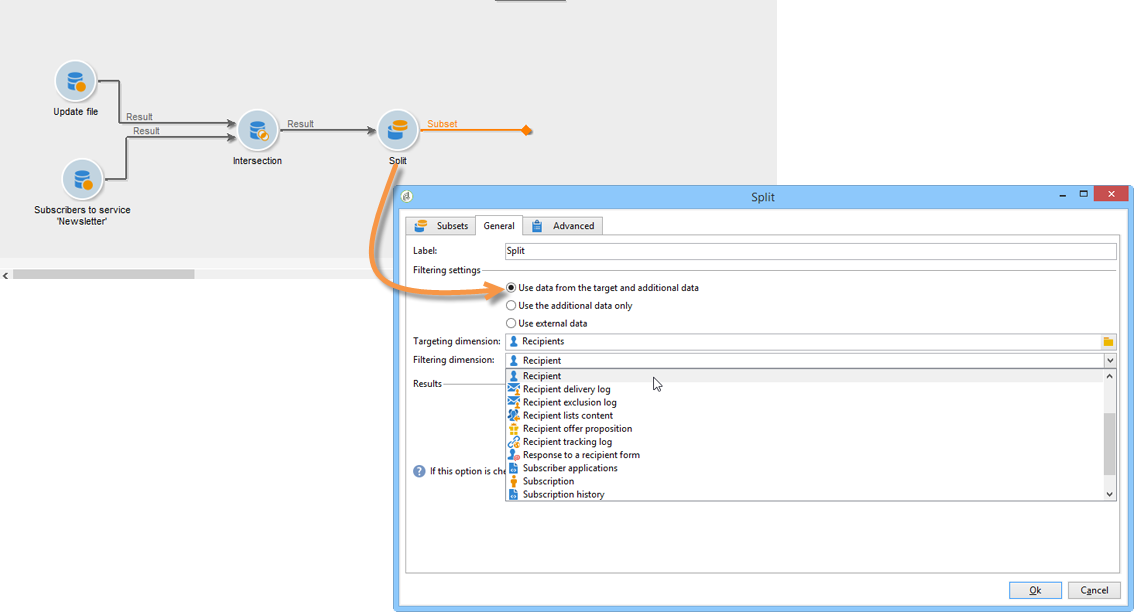 Update file
Result
Result
Subscribers to service
'Newsletter'
Intersection
Result
Split
Subset
Split
Subsets
General
Advanced
Label:
Split
Filtering settings
Use data from the target and additional data
Use the additional data only
Use external data
Targeting dimension:
Recipients
Filtering dimension:
Recipient
Recipient
Recipient delivery log
Recipient exclusion log
Recipient lists content
Recipient offer proposition
Recipient tracking log
Response to a recipient form
Subscriber applications
Subscription
Subscription history
Results
If this option is che
Ok
Cancel